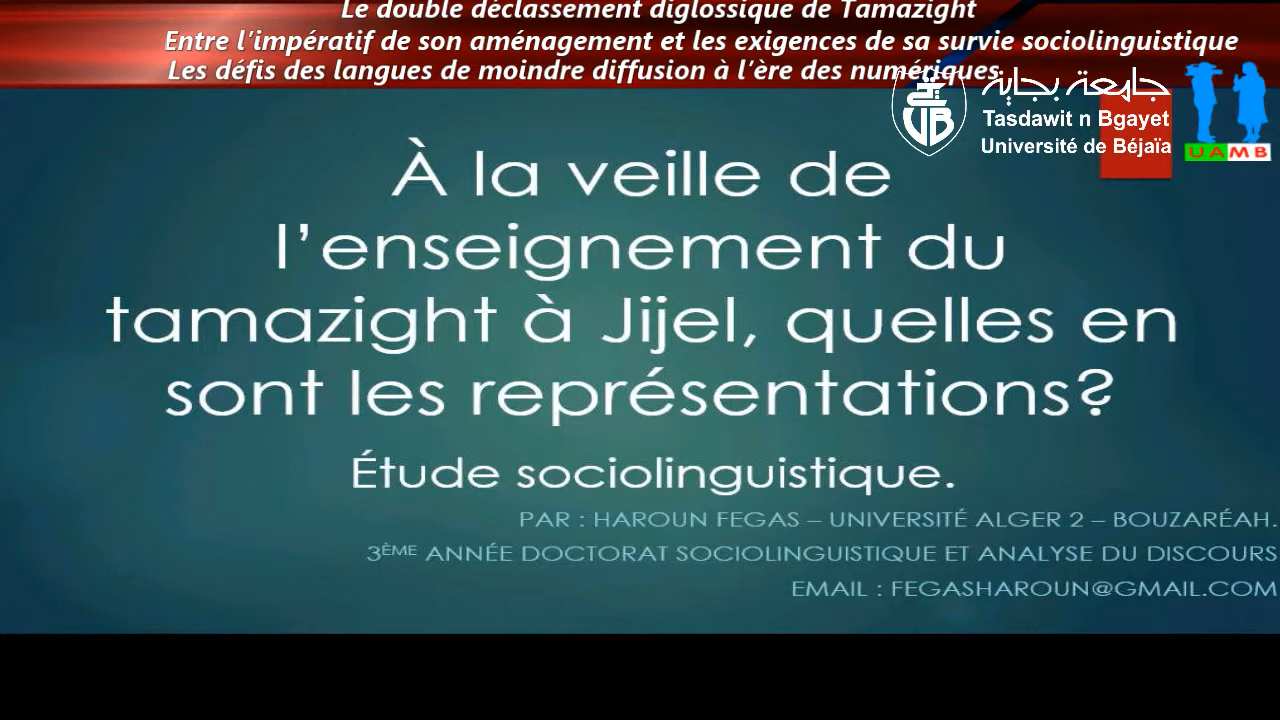 Le double déclassement diglossique de Tamazight
Entre l'impératif de son aménagement et les exigences de sa survie sociolinguistique
Les défis des langues de moindre diffusion à l'ère des numériques
جامعة بجاية
Tasdawit n Bgayet
Université de Béjaïa
UB
UAMB
À la veille de
l'enseignement du
tamazight à Jijel, quelles en
sont les représentations?
Étude sociolinguistique.
PAR : HAROUN FEGAS – UNIVERSITÉ ALGER 2 – BOUZARÉAH.
3ÈME ANNÉE DOCTORAT SOCIOLINGUISTIQUE ET ANALYSE DU DISCOURS
EMAIL : FEGASHAROUN@GMAIL.COM